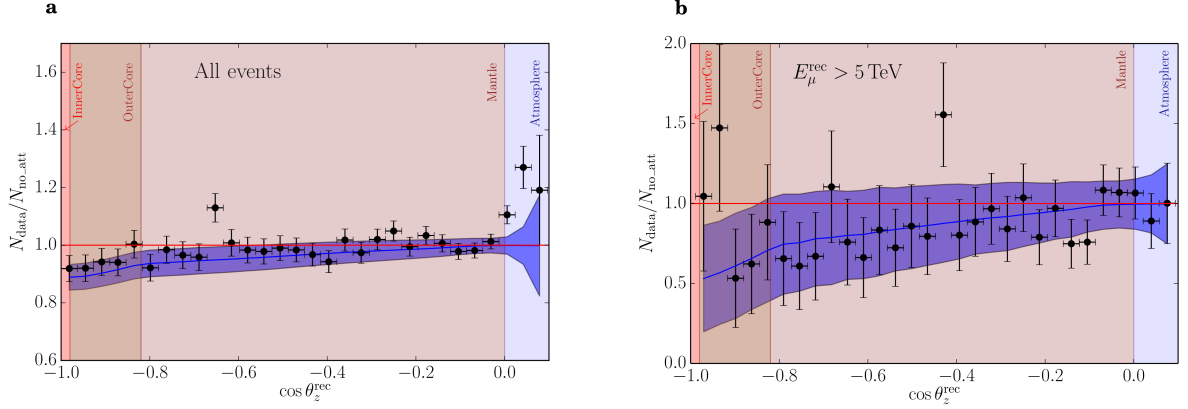 a
All events
InnerCore
OuterCore
Mantle
Atmosphere
N_data/N_no_att
1.6
1.4
1.2
1.0
0.8
0.6
−1.0 −0.8 −0.6 −0.4 −0.2 0.0
cos θ_z^rec
b
E_μ^rec > 5 TeV
InnerCore
OuterCore
Mantle
Atmosphere
N_data/N_no_att
2.0
1.5
1.0
0.5
0.0
−1.0 −0.8 −0.6 −0.4 −0.2 0.0
cos θ_z^rec